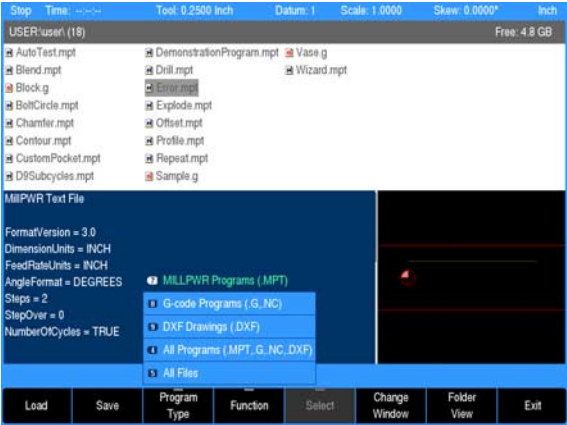 Stop Time: --:--:-- Tool: 0.2500 Inch Datum: 1 Scale: 1.0000 Skew: 0.0000° Inch
USER:\user\ (18) Free: 4.8 GB
AutoTest.mpt DemonstrationProgram.mpt Vase.g
Blend.mpt Drill.mpt Wizard.mpt
Block.g Error.mpt
BoltCircle.mpt Explode.mpt
Chamfer.mpt Offset.mpt
Contour.mpt Profile.mpt
CustomPocket.mpt Repeat.mpt
D9Subcycles.mpt Sample.g
MillPWR Text File
FormatVersion = 3.0
DimensionUnits = INCH
FeedRateUnits = INCH
AngleFormat = DEGREES 7 MILLPWR Programs (.MPT)
Steps = 2 8 G-code Programs (.G,.NC)
StepOver = 0 9 DXF Drawings (.DXF)
NumberOfCycles = TRUE
4 All Programs (.MPT,.G,.NC,.DXF)
5 All Files
Load Save Program Type Function Select Change Window Folder View Exit